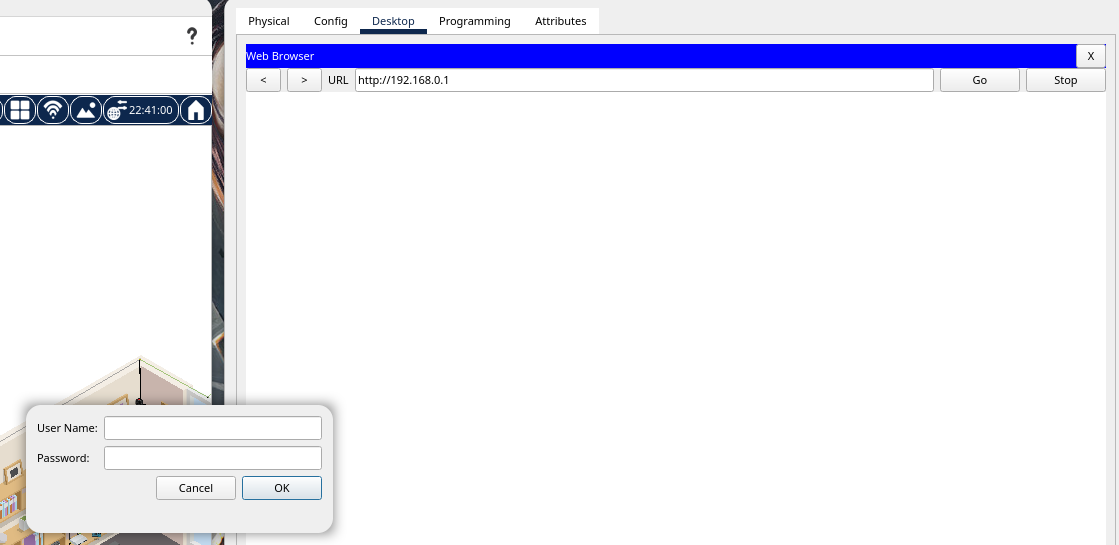 Physical Config Desktop Programming Attributes
?
Web Browser X
< > URL http://192.168.0.1 Go Stop
22:41:00
User Name:
Password:
Cancel OK